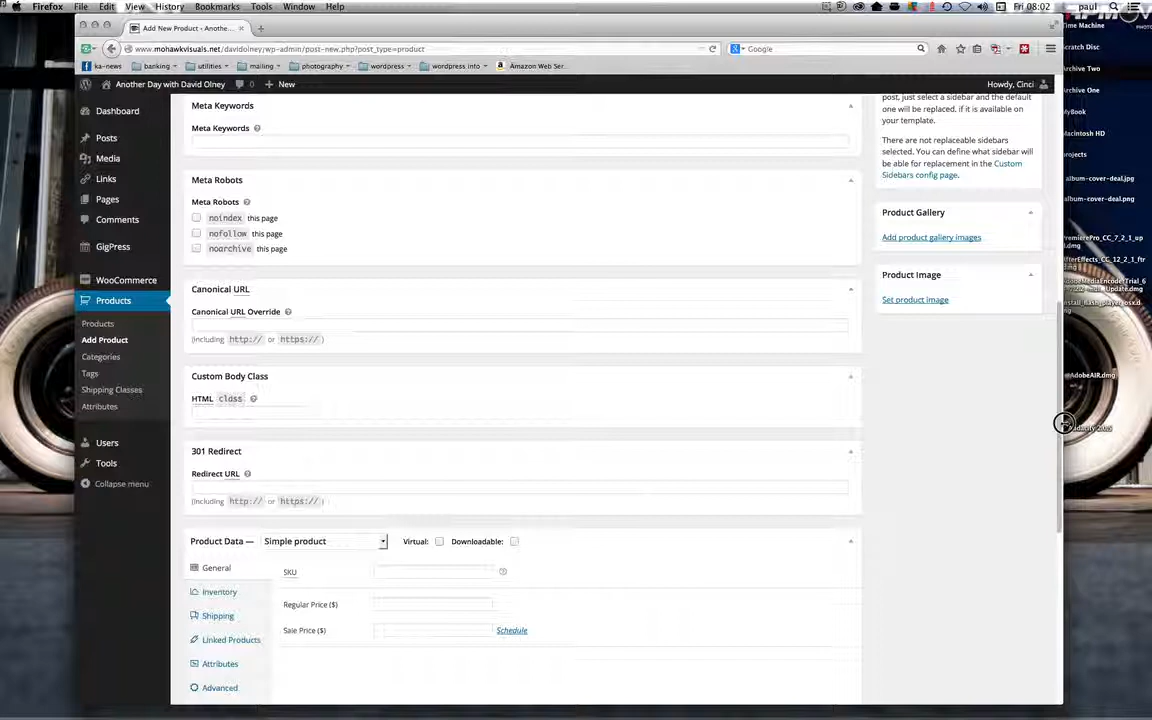 Firefox File Edit View History Bookmarks Tools Window Help Fri 08:02 paul
Add New Product ‹ Anothe...
www.mohawkvisuals.net/davidolney/wp-admin/post-new.php?post_type=product
Google
ka-news banking utilities mailing photography wordpress wordpress info Amazon Web Ser...
Another Day with David Olney 0 New Howdy, Cinci
Dashboard
Posts
Media
Links
Pages
Comments
GigPress
WooCommerce
Products
Products
Add Product
Categories
Tags
Shipping Classes
Attributes
Users
Tools
Collapse menu
Meta Keywords
Meta Keywords
Meta Robots
Meta Robots
noindex this page
nofollow this page
noarchive this page
Canonical URL
Canonical URL Override
(including http:// or https://)
Custom Body Class
HTML class
301 Redirect
Redirect URL
(including http:// or https://)
Product Data — Simple product Virtual: Downloadable:
General
Inventory
Shipping
Linked Products
Attributes
Advanced
SKU
Regular Price ($)
Sale Price ($) Schedule
post, just select a sidebar and the default
one will be replaced, if it is available on
your template.
There are not replaceable sidebars
selected. You can define what sidebar will
be able for replacement in the Custom
Sidebars config page.
Product Gallery
Add product gallery images
Product Image
Set product image
Time Machine
Scratch Disc
Archive Two
Archive One
MyBook
Macintosh HD
projects
album-cover-deal.jpg
album-cover-deal.png
PremierePro_CC_7_2_1_up
.dmg
AfterEffects_CC_12_2_1_ftr
AdobeAIR.dmg